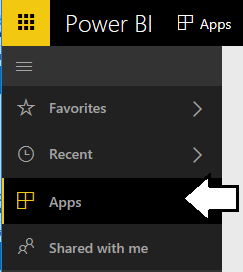 Power BI Apps
Favorites
Recent
Apps
Shared with me